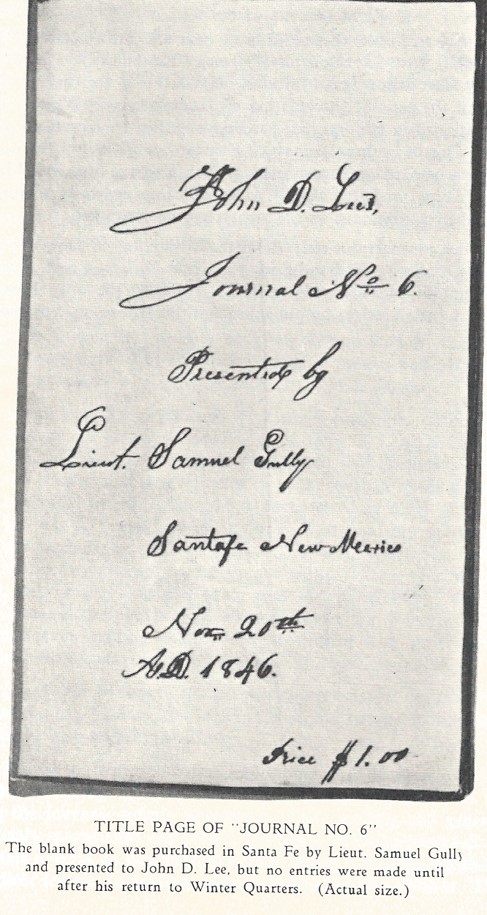 John D. Lee's,
Journal No 6.
Presented by
Lieut. Samuel Gully
Santafe New Mexico
Nov. 20th
A.D. 1846.
Price $1.00
TITLE PAGE OF "JOURNAL NO. 6"
The blank book was purchased in Santa Fe by Lieut. Samuel Gully
and presented to John D. Lee, but no entries were made until
after his return to Winter Quarters. (Actual size.)